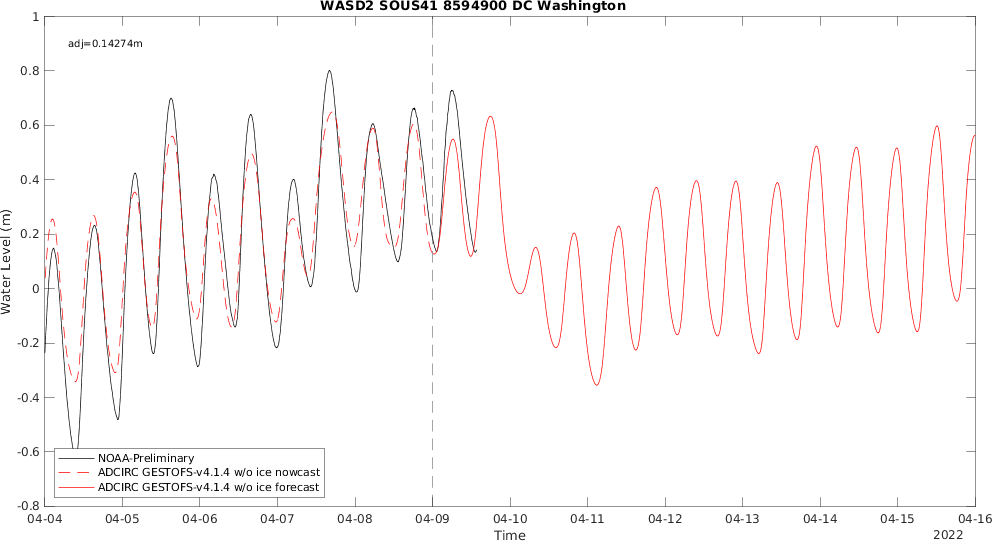 WASD2 SOUS41 8594900 DC Washington
adj=0.14274m
Water Level (m)
1
0.8
0.6
0.4
0.2
0
-0.2
-0.4
-0.6
-0.8
NOAA-Preliminary
ADCIRC GESTOFS-v4.1.4 w/o ice nowcast
ADCIRC GESTOFS-v4.1.4 w/o ice forecast
04-04 04-05 04-06 04-07 04-08 04-09 04-10 04-11 04-12 04-13 04-14 04-15 04-16
Time
2022